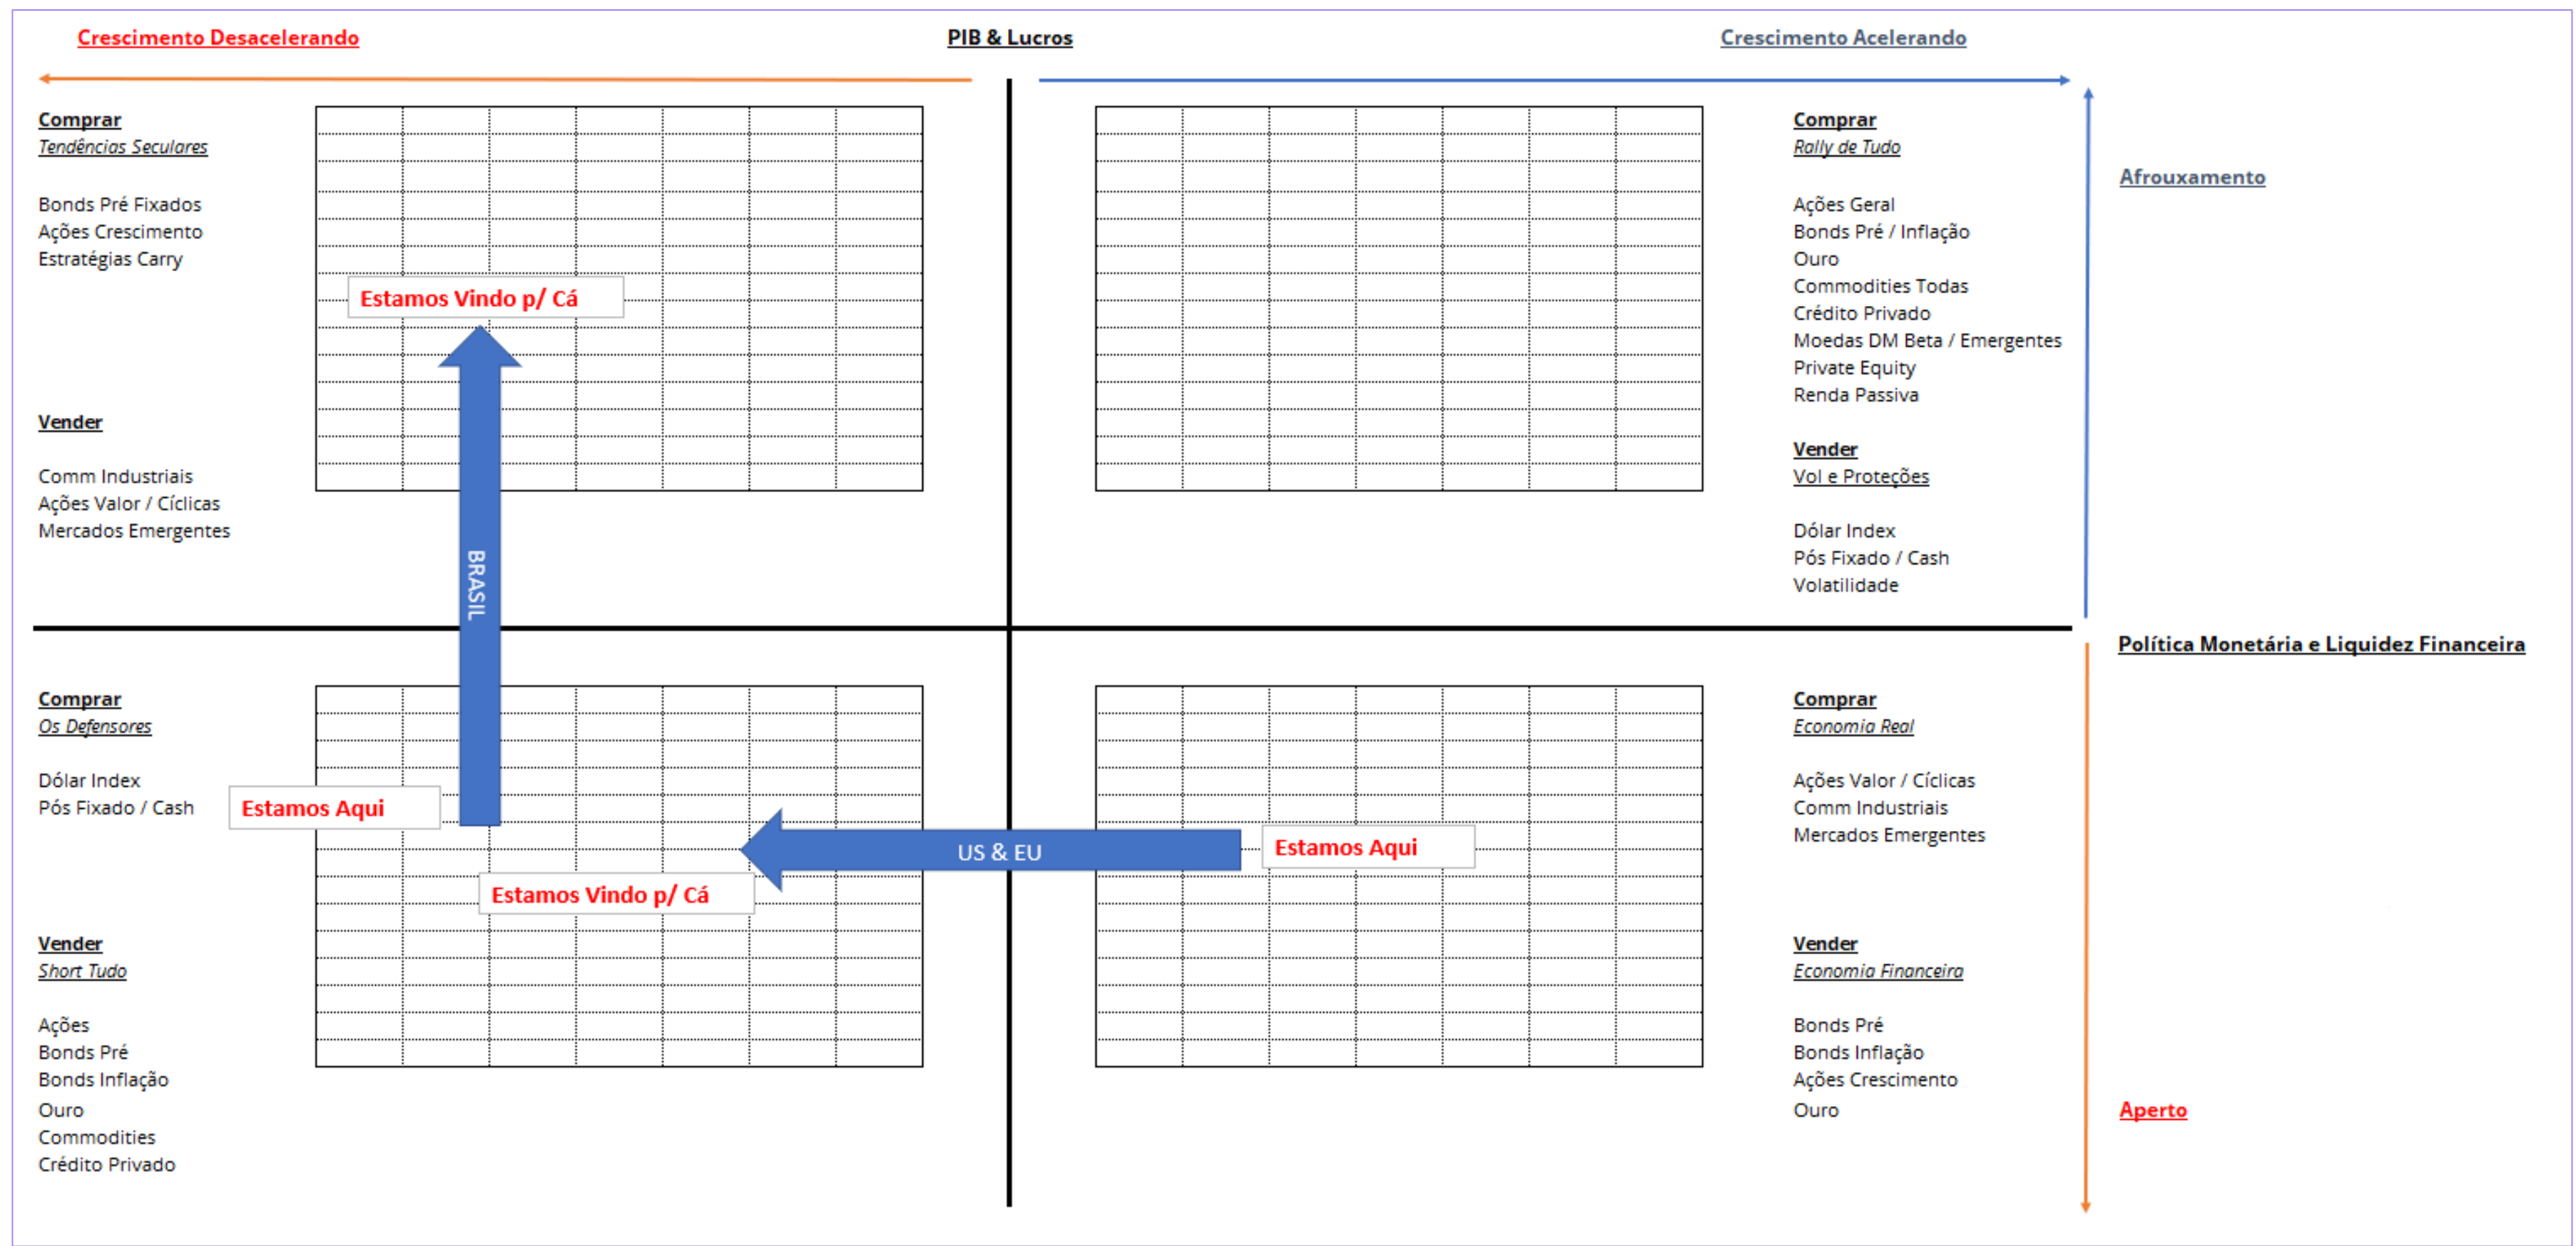 Crescimento Desacelerando
PIB & Lucros
Crescimento Acelerando
Comprar
Tendências Seculares
Bonds Pré Fixados
Ações Crescimento
Estratégias Carry
Estamos Vindo p/ Cá
Vender
Comm Industriais
Ações Valor / Cíclicas
Mercados Emergentes
BRASIL
Comprar
Rally de Tudo
Ações Geral
Bonds Pré / Inflação
Ouro
Commodities Todas
Crédito Privado
Moedas DM Beta / Emergentes
Private Equity
Renda Passiva
Vender
Vol e Proteções
Dólar Index
Pós Fixado / Cash
Volatilidade
Afrouxamento
Política Monetária e Liquidez Financeira
Comprar
Os Defensores
Dólar Index
Pós Fixado / Cash
Estamos Aqui
US & EU
Estamos Aqui
Estamos Vindo p/ Cá
Vender
Short Tudo
Ações
Bonds Pré
Bonds Inflação
Ouro
Commodities
Crédito Privado
Comprar
Economia Real
Ações Valor / Cíclicas
Comm Industriais
Mercados Emergentes
Vender
Economia Financeira
Bonds Pré
Bonds Inflação
Ações Crescimento
Ouro
Aperto